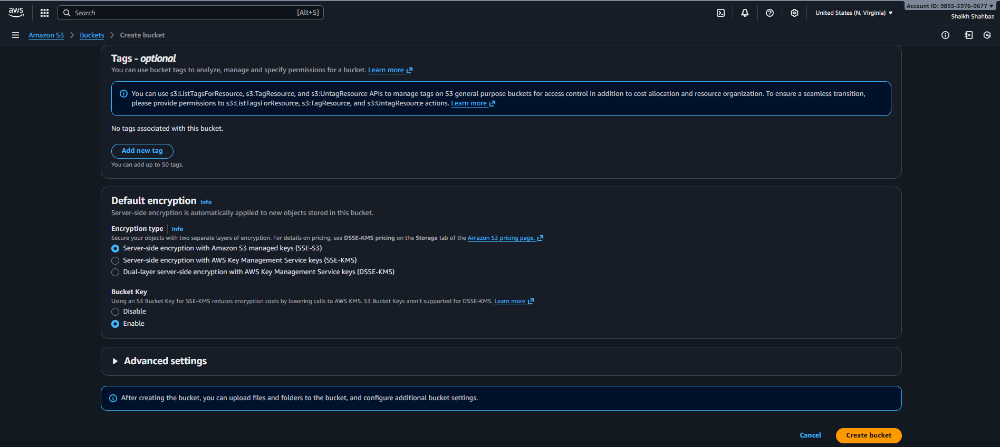 aws
Search
[Alt+S]
United States (N. Virginia)
Account ID: 9855-3976-9677
Shaikh Shahbaz
Amazon S3
Buckets
Create bucket
Tags - optional
You can use bucket tags to analyze, manage and specify permissions for a bucket. Learn more
You can use s3:ListTagsForResource, s3:TagResource, and s3:UntagResource APIs to manage tags on S3 general purpose buckets for access control in addition to cost allocation and resource organization. To ensure a seamless transition,
please provide permissions to s3:ListTagsForResource, s3:TagResource, and s3:UntagResource actions. Learn more
No tags associated with this bucket.
Add new tag
You can add up to 50 tags.
Default encryption Info
Server-side encryption is automatically applied to new objects stored in this bucket.
Encryption type Info
Secure your objects with two separate layers of encryption. For details on pricing, see DSSE-KMS pricing on the Storage tab of the Amazon S3 pricing page.
Server-side encryption with Amazon S3 managed keys (SSE-S3)
Server-side encryption with AWS Key Management Service keys (SSE-KMS)
Dual-layer server-side encryption with AWS Key Management Service keys (DSSE-KMS)
Bucket Key
Using an S3 Bucket Key for SSE-KMS reduces encryption costs by lowering calls to AWS KMS. S3 Bucket Keys aren't supported for DSSE-KMS. Learn more
Disable
Enable
Advanced settings
After creating the bucket, you can upload files and folders to the bucket, and configure additional bucket settings.
Cancel
Create bucket